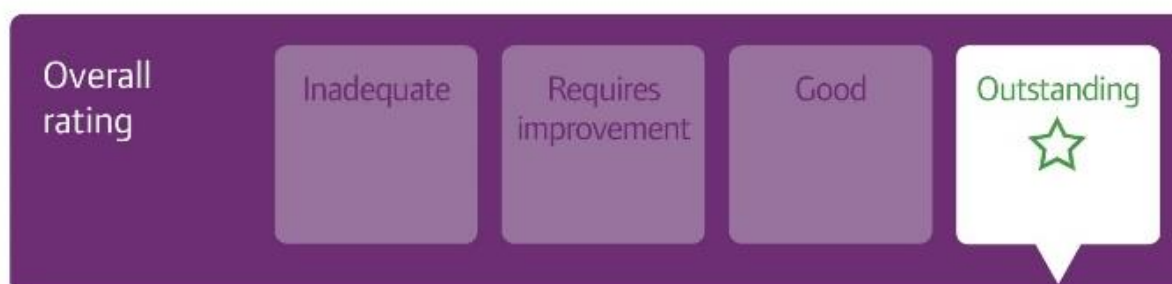 Overall
rating
Inadequate
Requires
improvement
Good
Outstanding